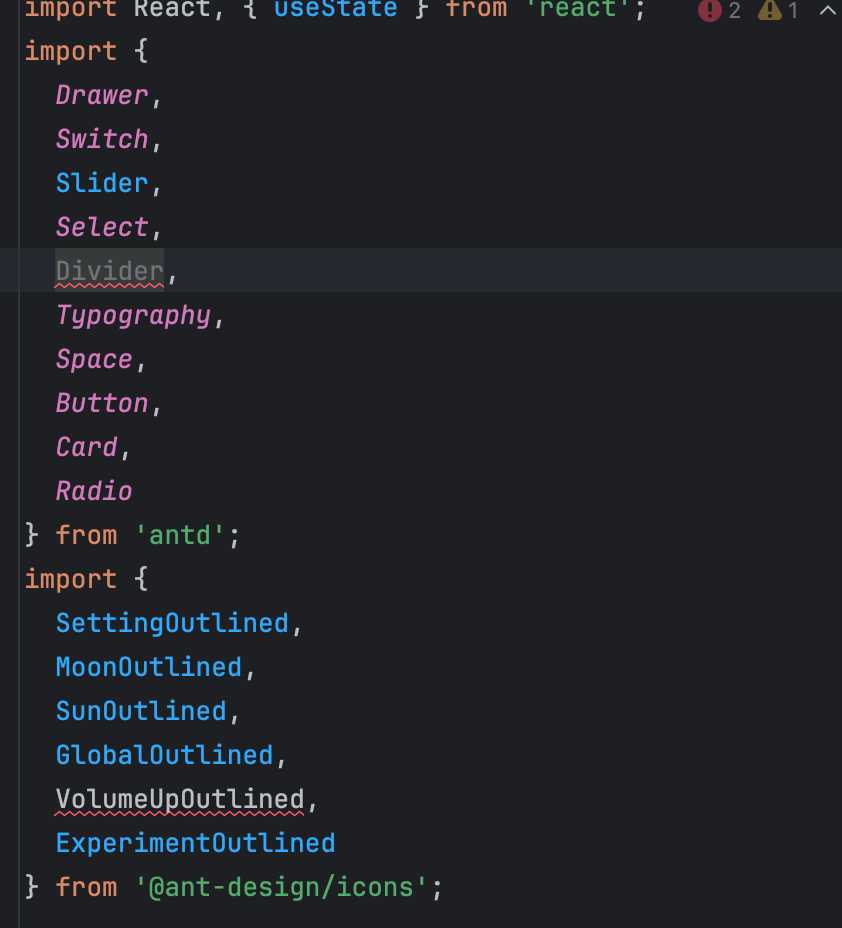 import React, { useState } from 'react'; 2 1
import {
Drawer,
Switch,
Slider,
Select,
Divider,
Typography,
Space,
Button,
Card,
Radio
} from 'antd';
import {
SettingOutlined,
MoonOutlined,
SunOutlined,
GlobalOutlined,
VolumeUpOutlined,
ExperimentOutlined
} from '@ant-design/icons';